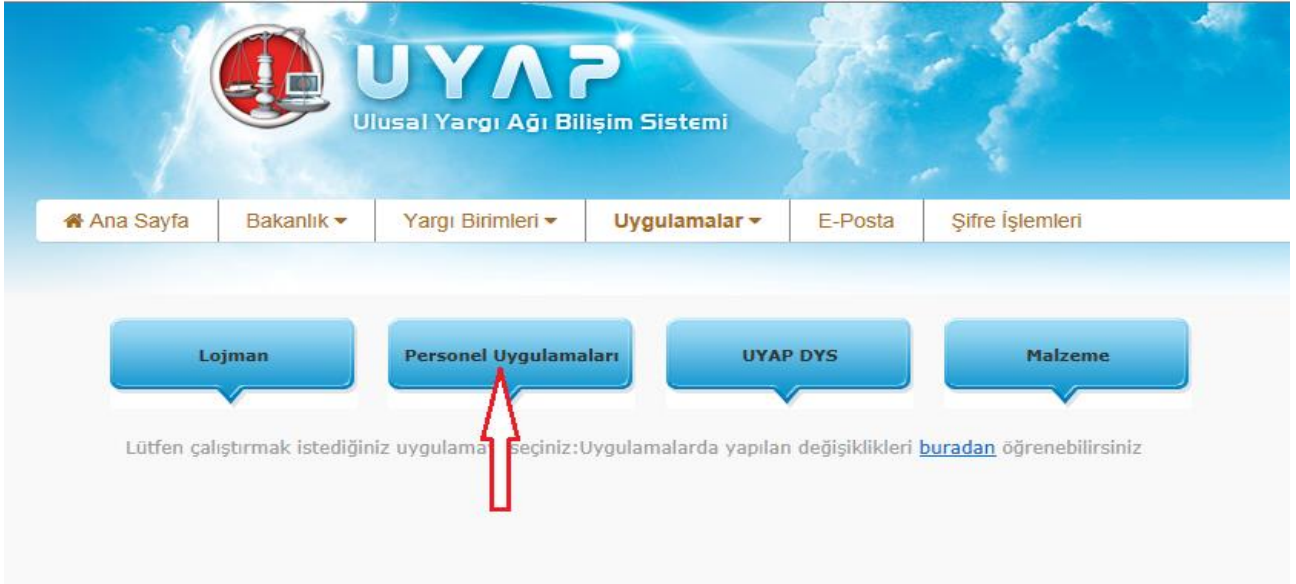 UYAP
Ulusal Yargı Ağı Bilişim Sistemi
Ana Sayfa Bakanlık Yargı Birimleri Uygulamalar E-Posta Şifre İşlemleri
Lojman Personel Uygulamaları UYAP DYS Malzeme
Lütfen çalıştırmak istediğiniz seçiniz:Uygulamalarda yapılan değişiklikleri buradan öğrenebilirsiniz